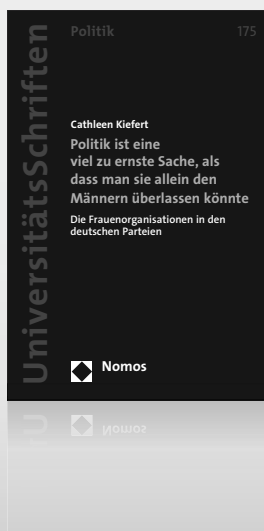 Politik 175
UniversitätsSchriften
Cathleen Kiefert
Politik ist eine
viel zu ernste Sache, als
dass man sie allein den
Männern überlassen könnte
Die Frauenorganisationen in den
deutschen Parteien
Nomos